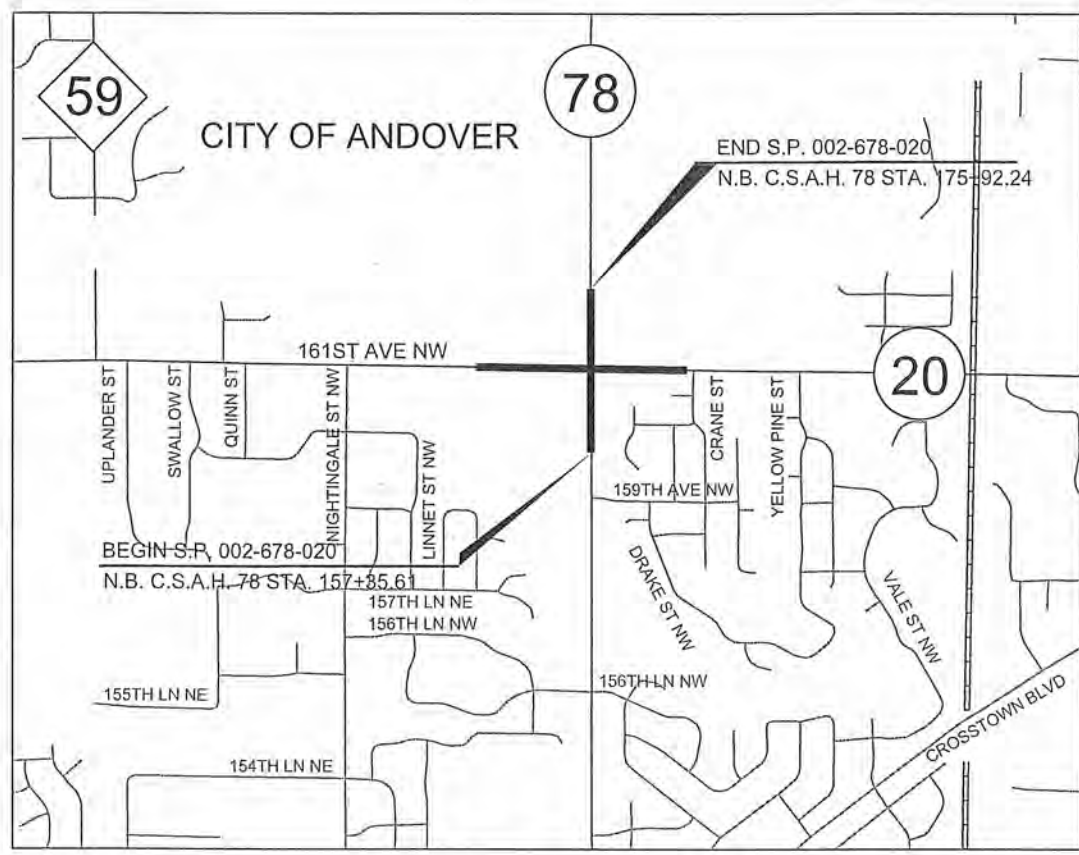 59
78
CITY OF ANDOVER
END S.P. 002-678-020
N.B. C.S.A.H. 78 STA. 175+92.24
161ST AVE NW
20
UPLANDER ST
SWALLOW ST
QUINN ST
NIGHTINGALE ST NW
LINNET ST NW
CRANE ST
YELLOW PINE ST
159TH AVE NW
BEGIN S.P. 002-678-020
N.B. C.S.A.H. 78 STA. 157+35.61
157TH LN NE
156TH LN NW
DRAKE ST NW
VALE ST NW
155TH LN NE
156TH LN NW
CROSSTOWN BLVD
154TH LN NE